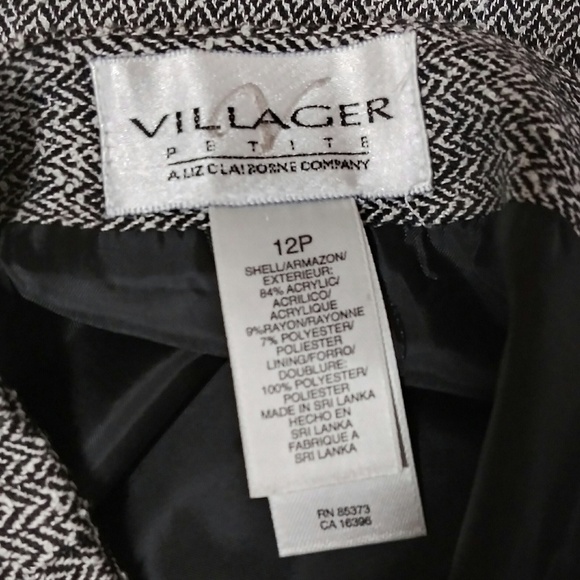 VILLAGER
PETITE
A LIZ CLAIBORNE COMPANY
12P
SHELL/ARMAZON/
EXTERIEUR:
84% ACRYLIC/
ACRILICO/
ACRYLIQUE
9%RAYON/RAYONNE
7% POLYESTER/
POLIESTER
LINING/FORRO/
DOUBLURE:
100% POLYESTER/
POLIESTER
MADE IN SRI LANKA
HECHO EN
SRI LANKA
FABRIQUE A
SRI LANKA
RN 85373
CA 16396